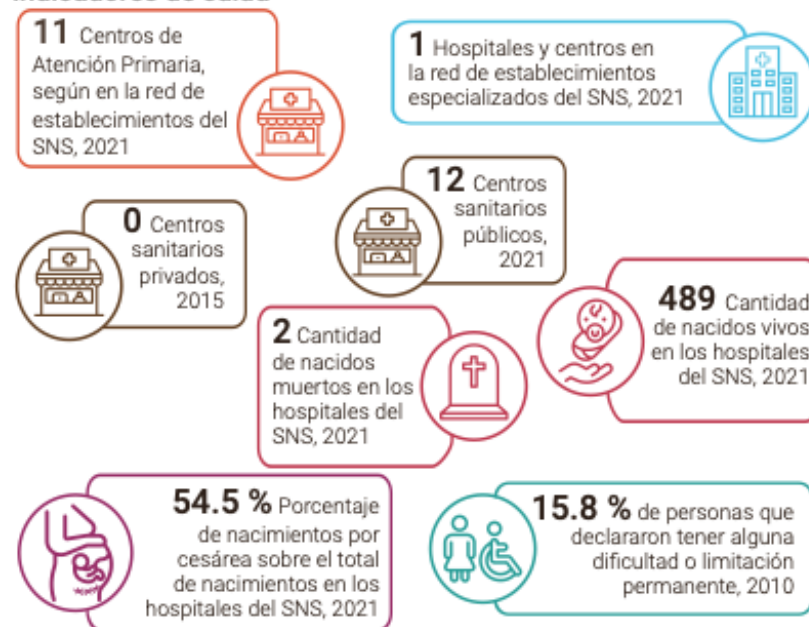 Indicadores de salud
11 Centros de
Atención Primaria,
según en la red de
establecimientos del
SNS, 2021
1 Hospitales y centros en
la red de establecimientos
especializados del SNS, 2021
0 Centros
sanitarios
privados,
2015
12 Centros
sanitarios
públicos,
2021
2 Cantidad
de nacidos
muertos en los
hospitales del
SNS, 2021
489 Cantidad
de nacidos vivos
en los hospitales
del SNS, 2021
54.5 % Porcentaje
de nacimientos por
cesárea sobre el total
de nacimientos en los
hospitales del SNS, 2021
15.8 % de personas que
declararon tener alguna
dificultad o limitación
permanente, 2010